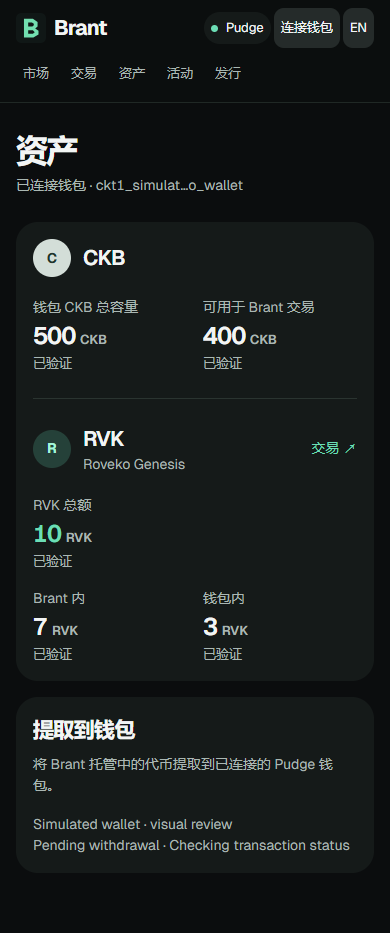 B Brant Pudge 连接钱包 EN
市场 交易 资产 活动 发行
资产
已连接钱包 · ckt1_simulat…o_wallet
C CKB
钱包 CKB 总容量 可用于 Brant 交易
500 CKB 400 CKB
已验证 已验证
R RVK 交易 ↗
Roveko Genesis
RVK 总额
10 RVK
已验证
Brant 内 钱包内
7 RVK 3 RVK
已验证 已验证
提取到钱包
将 Brant 托管中的代币提取到已连接的 Pudge 钱
包。
Simulated wallet · visual review
Pending withdrawal · Checking transaction status